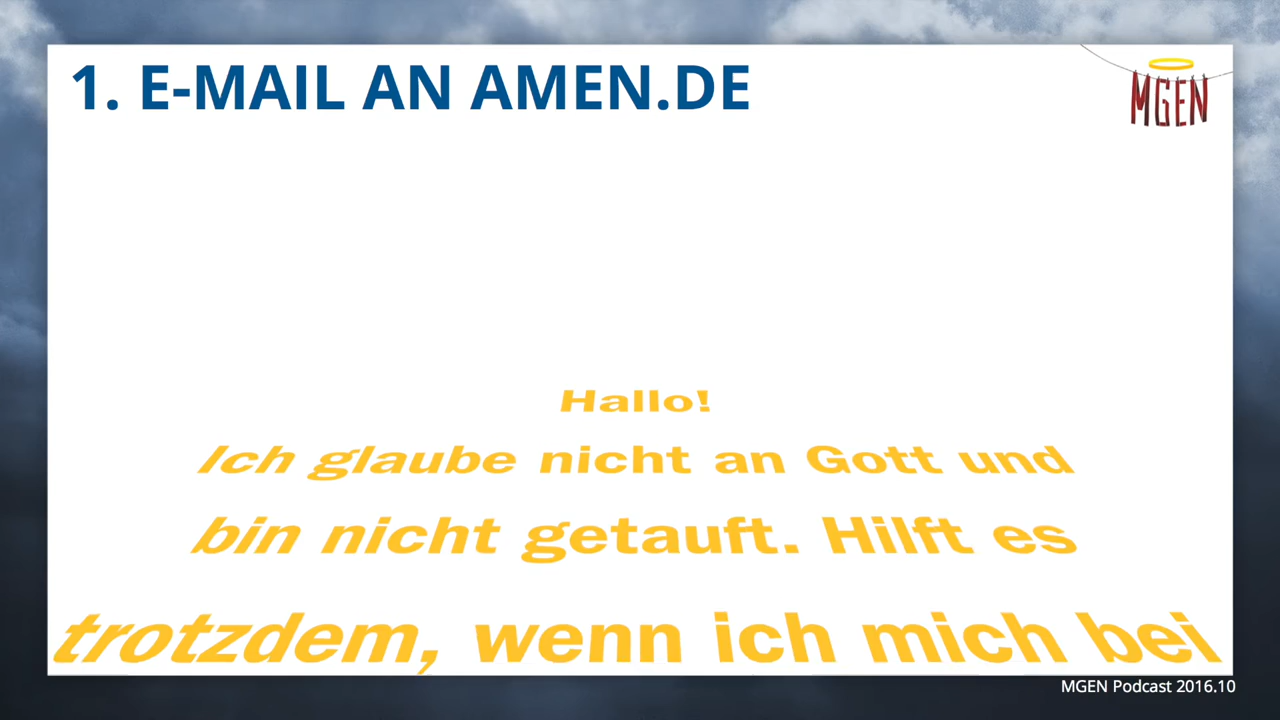 1. E-MAIL AN AMEN.DE
MGEN
Hallo!
Ich glaube nicht an Gott und
bin nicht getauft. Hilft es
trotzdem, wenn ich mich bei
MGEN Podcast 2016.10